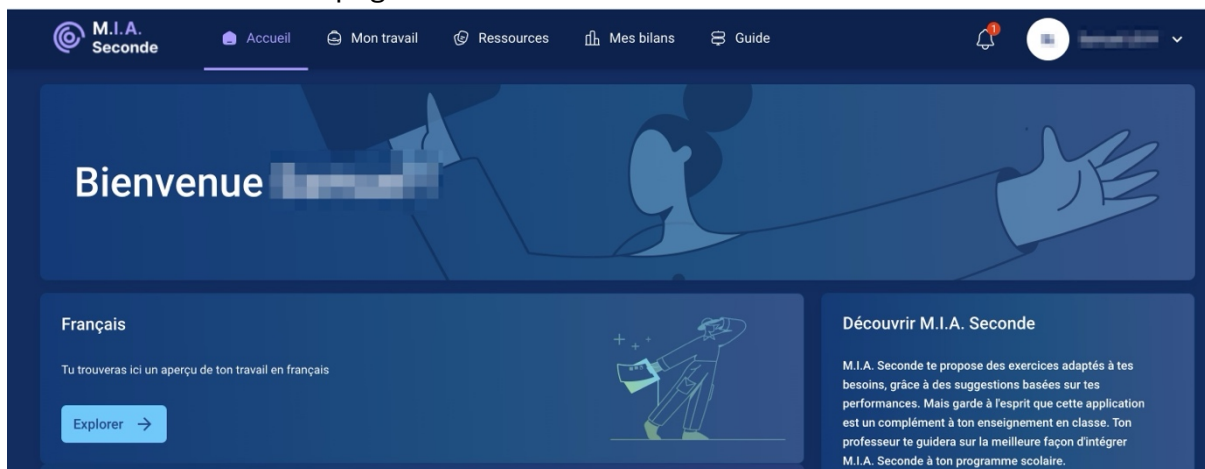 M.I.A.
Seconde
Accueil
Mon travail
Ressources
Mes bilans
Guide
1
Bienvenue
Français
Tu trouveras ici un aperçu de ton travail en français
Explorer →
Découvrir M.I.A. Seconde
M.I.A. Seconde te propose des exercices adaptés à tes
besoins, grâce à des suggestions basées sur tes
performances. Mais garde à l'esprit que cette application
est un complément à ton enseignement en classe. Ton
professeur te guidera sur la meilleure façon d'intégrer
M.I.A. Seconde à ton programme scolaire.